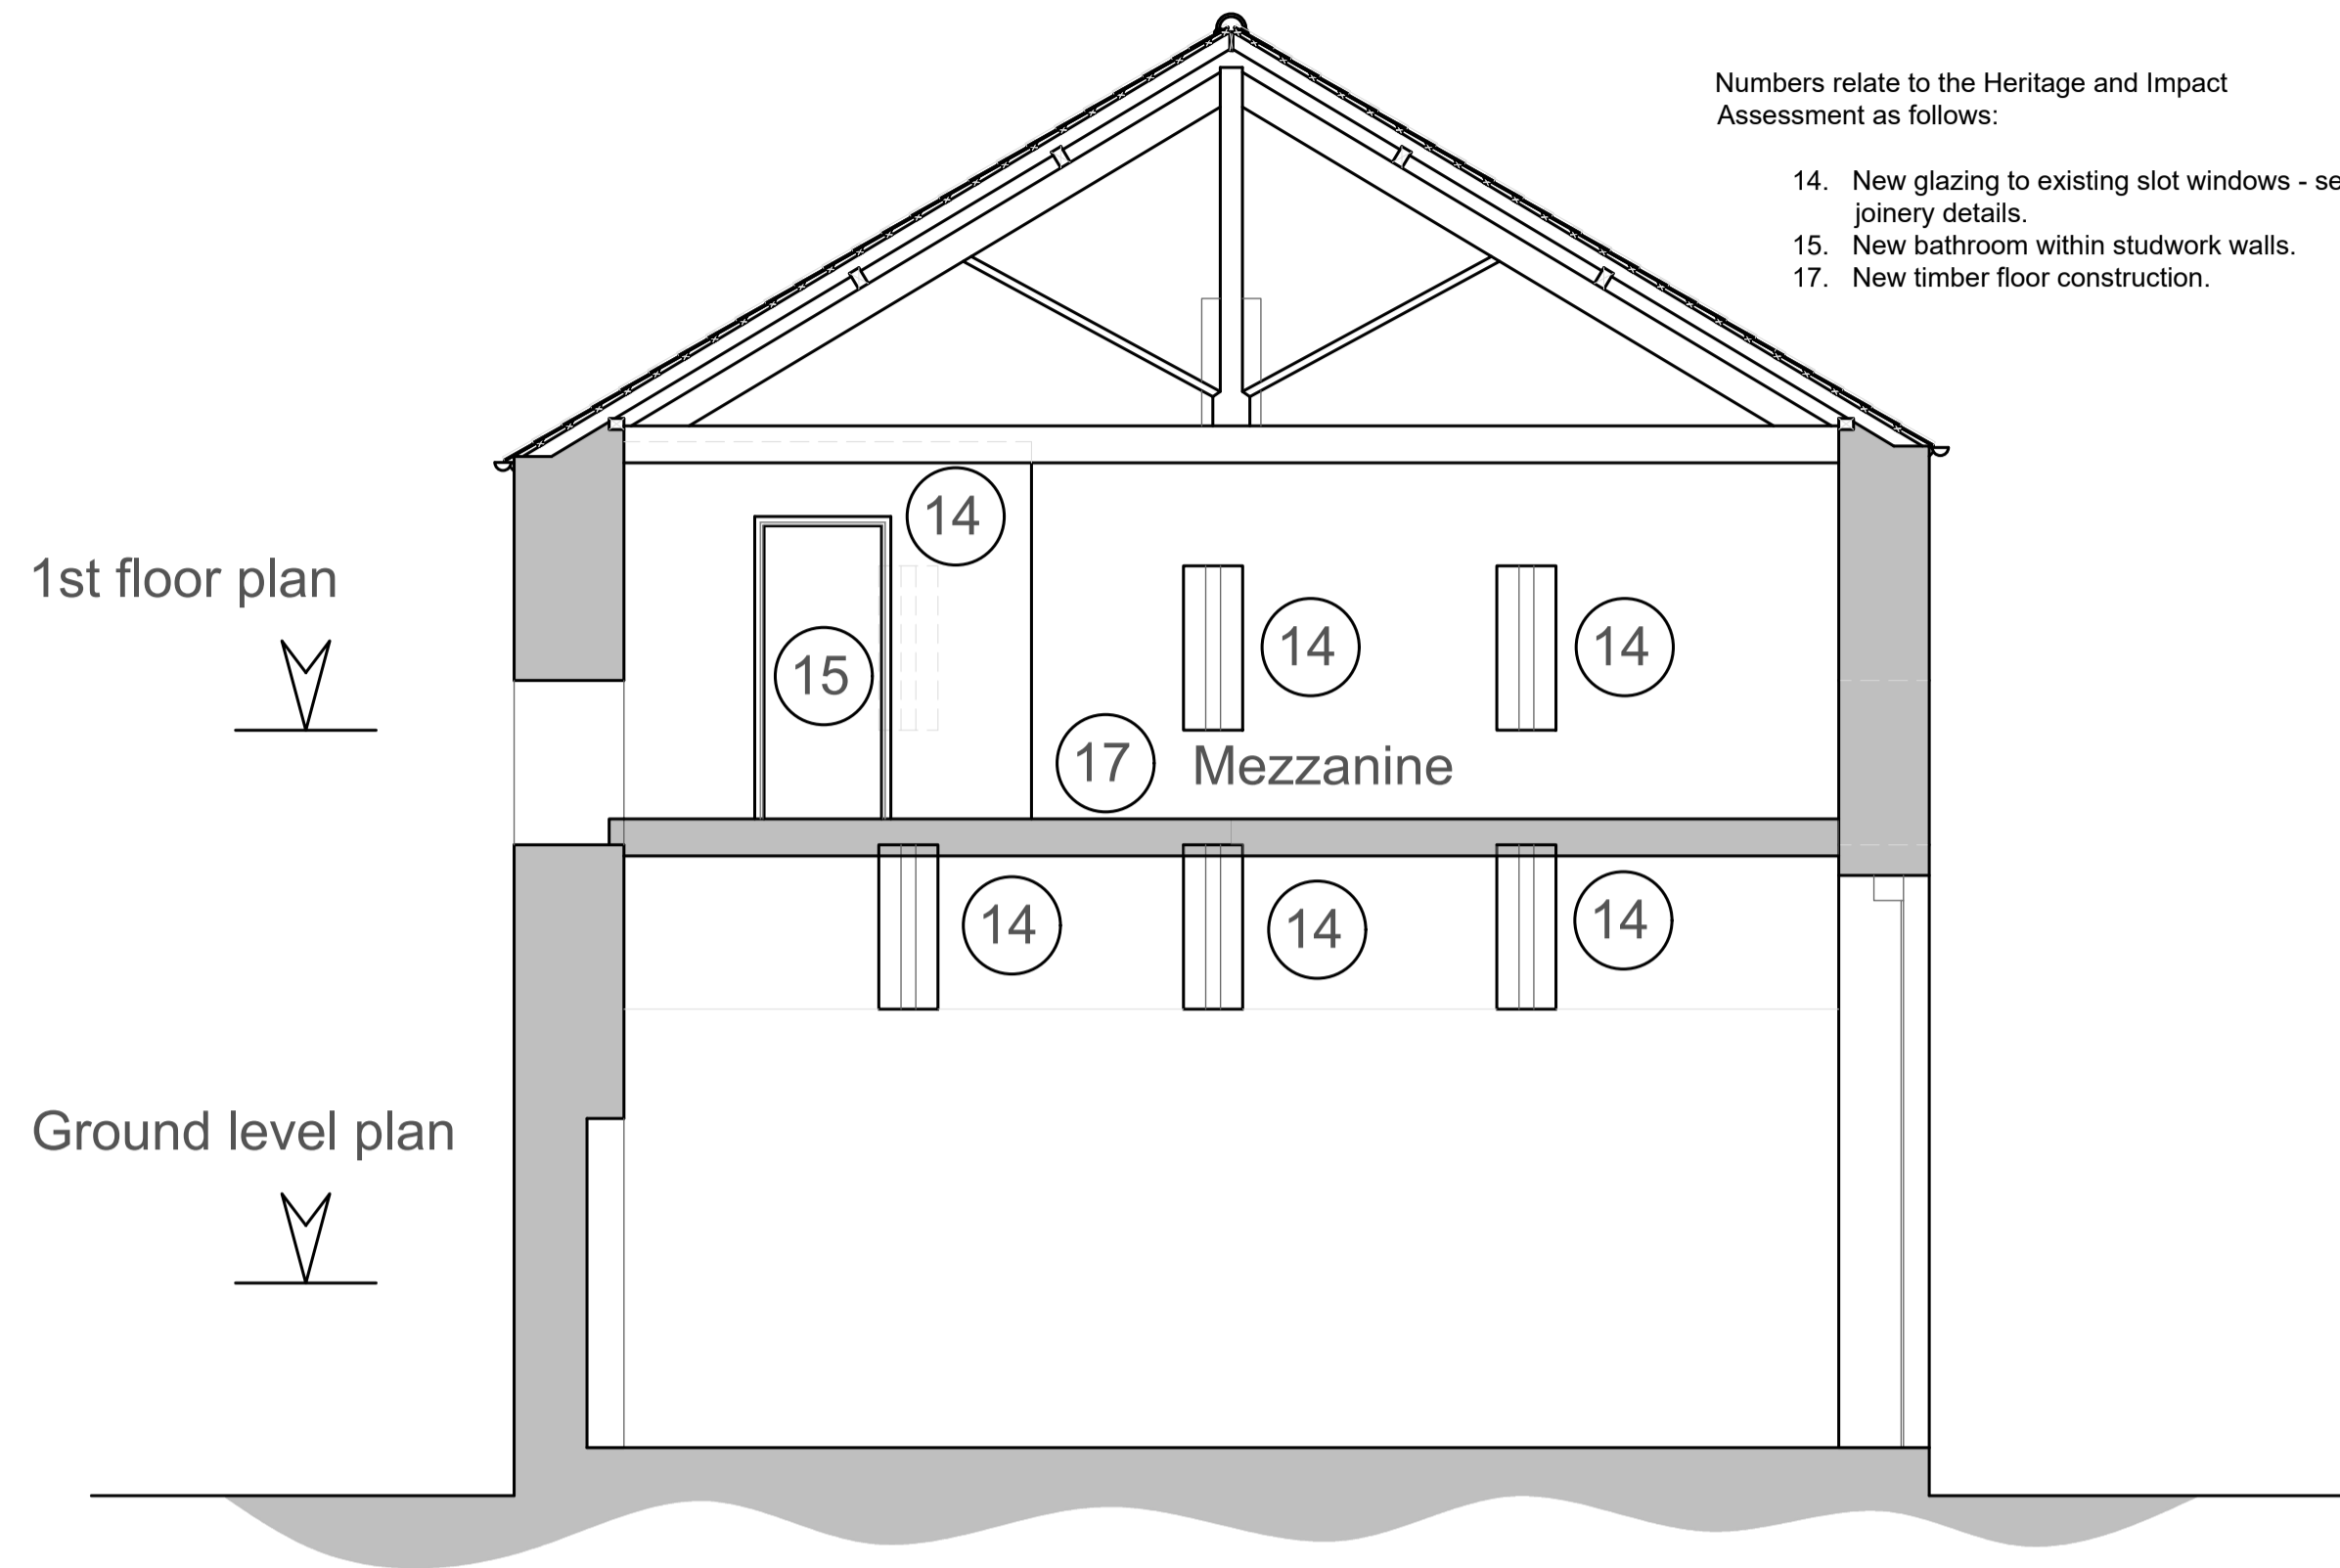 Numbers relate to the Heritage and Impact
Assessment as follows:
14. New glazing to existing slot windows - se
joinery details.
15. New bathroom within studwork walls.
17. New timber floor construction.
14
1st floor plan
14
14
15
17
Mezzanine
14
14
14
Ground level plan